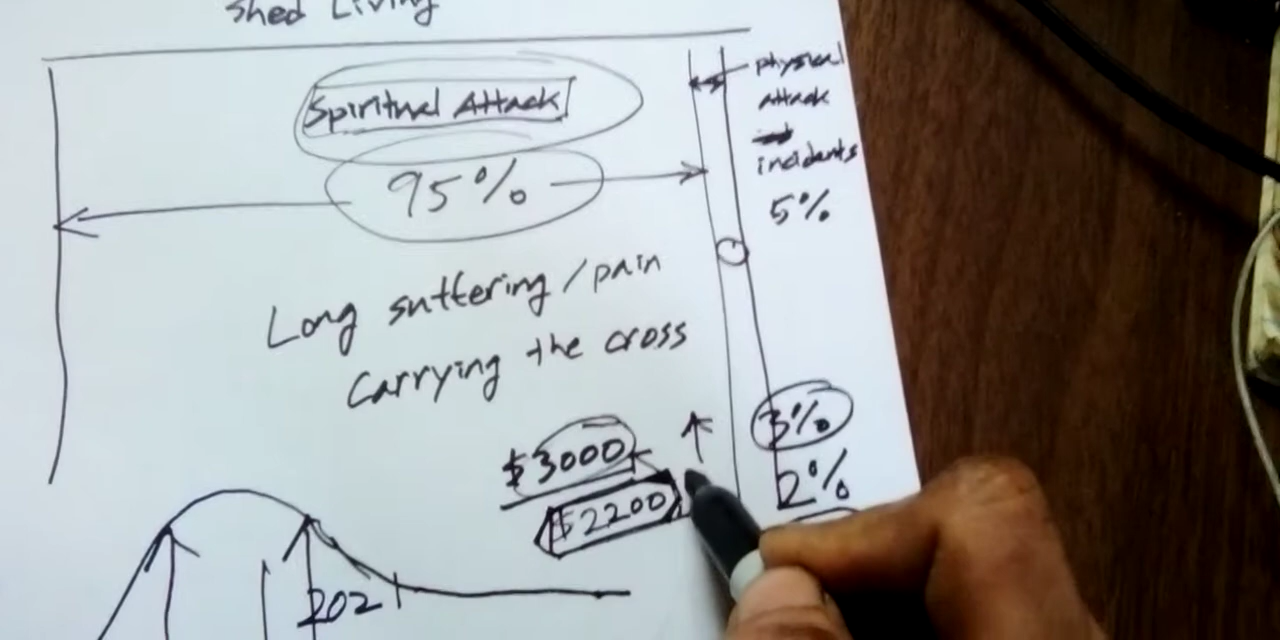 Shed Living
Spiritual Attack
95%
physical
attack
incidents
5%
Long suffering/pain
Carrying the cross
$3000
$2200
3%
2%
202